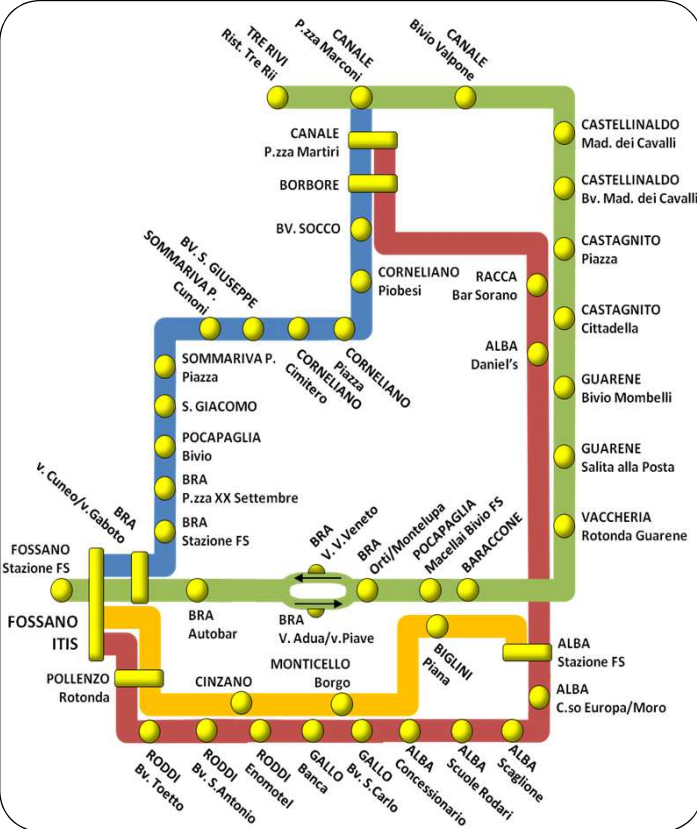 TRE RIVI
Rist. Tre Rii
CANALE
P.zza Marconi
CANALE
Bivio Valpone
CANALE
P.zza Martiri
BORBORE
BV. SOCCO
CORNELIANO
Piobesi
CORNELIANO
Piazza
CORNELIANO
Cimitero
BV. S. GIUSEPPE
SOMMARIVA P.
Cunoni
SOMMARIVA P.
Piazza
S. GIACOMO
POCAPAGLIA
Bivio
BRA
P.zza XX Settembre
BRA
Stazione FS
BRA
v. Cuneo/v.Gaboto
FOSSANO
Stazione FS
FOSSANO
ITIS
BRA
Autobar
BRA
V. V. Veneto
BRA
V. Adua/v.Piave
BRA
Orti/Montelupa
POCAPAGLIA
Macellai Bivio FS
BARACCONE
CASTELLINALDO
Mad. dei Cavalli
CASTELLINALDO
Bv. Mad. dei Cavalli
CASTAGNITO
Piazza
CASTAGNITO
Cittadella
GUARENE
Bivio Mombelli
GUARENE
Salita alla Posta
VACCHERIA
Rotonda Guarene
RACCA
Bar Sorano
ALBA
Daniel's
ALBA
Stazione FS
ALBA
C.so Europa/Moro
BIGLINI
Piana
MONTICELLO
Borgo
CINZANO
POLLENZO
Rotonda
RODDI
Bv. Toetto
RODDI
Bv. S.Antonio
RODDI
Enomotel
GALLO
Banca
GALLO
Bv. S.Carlo
ALBA
Concessionario
ALBA
Scuole Rodari
ALBA
Scaglione